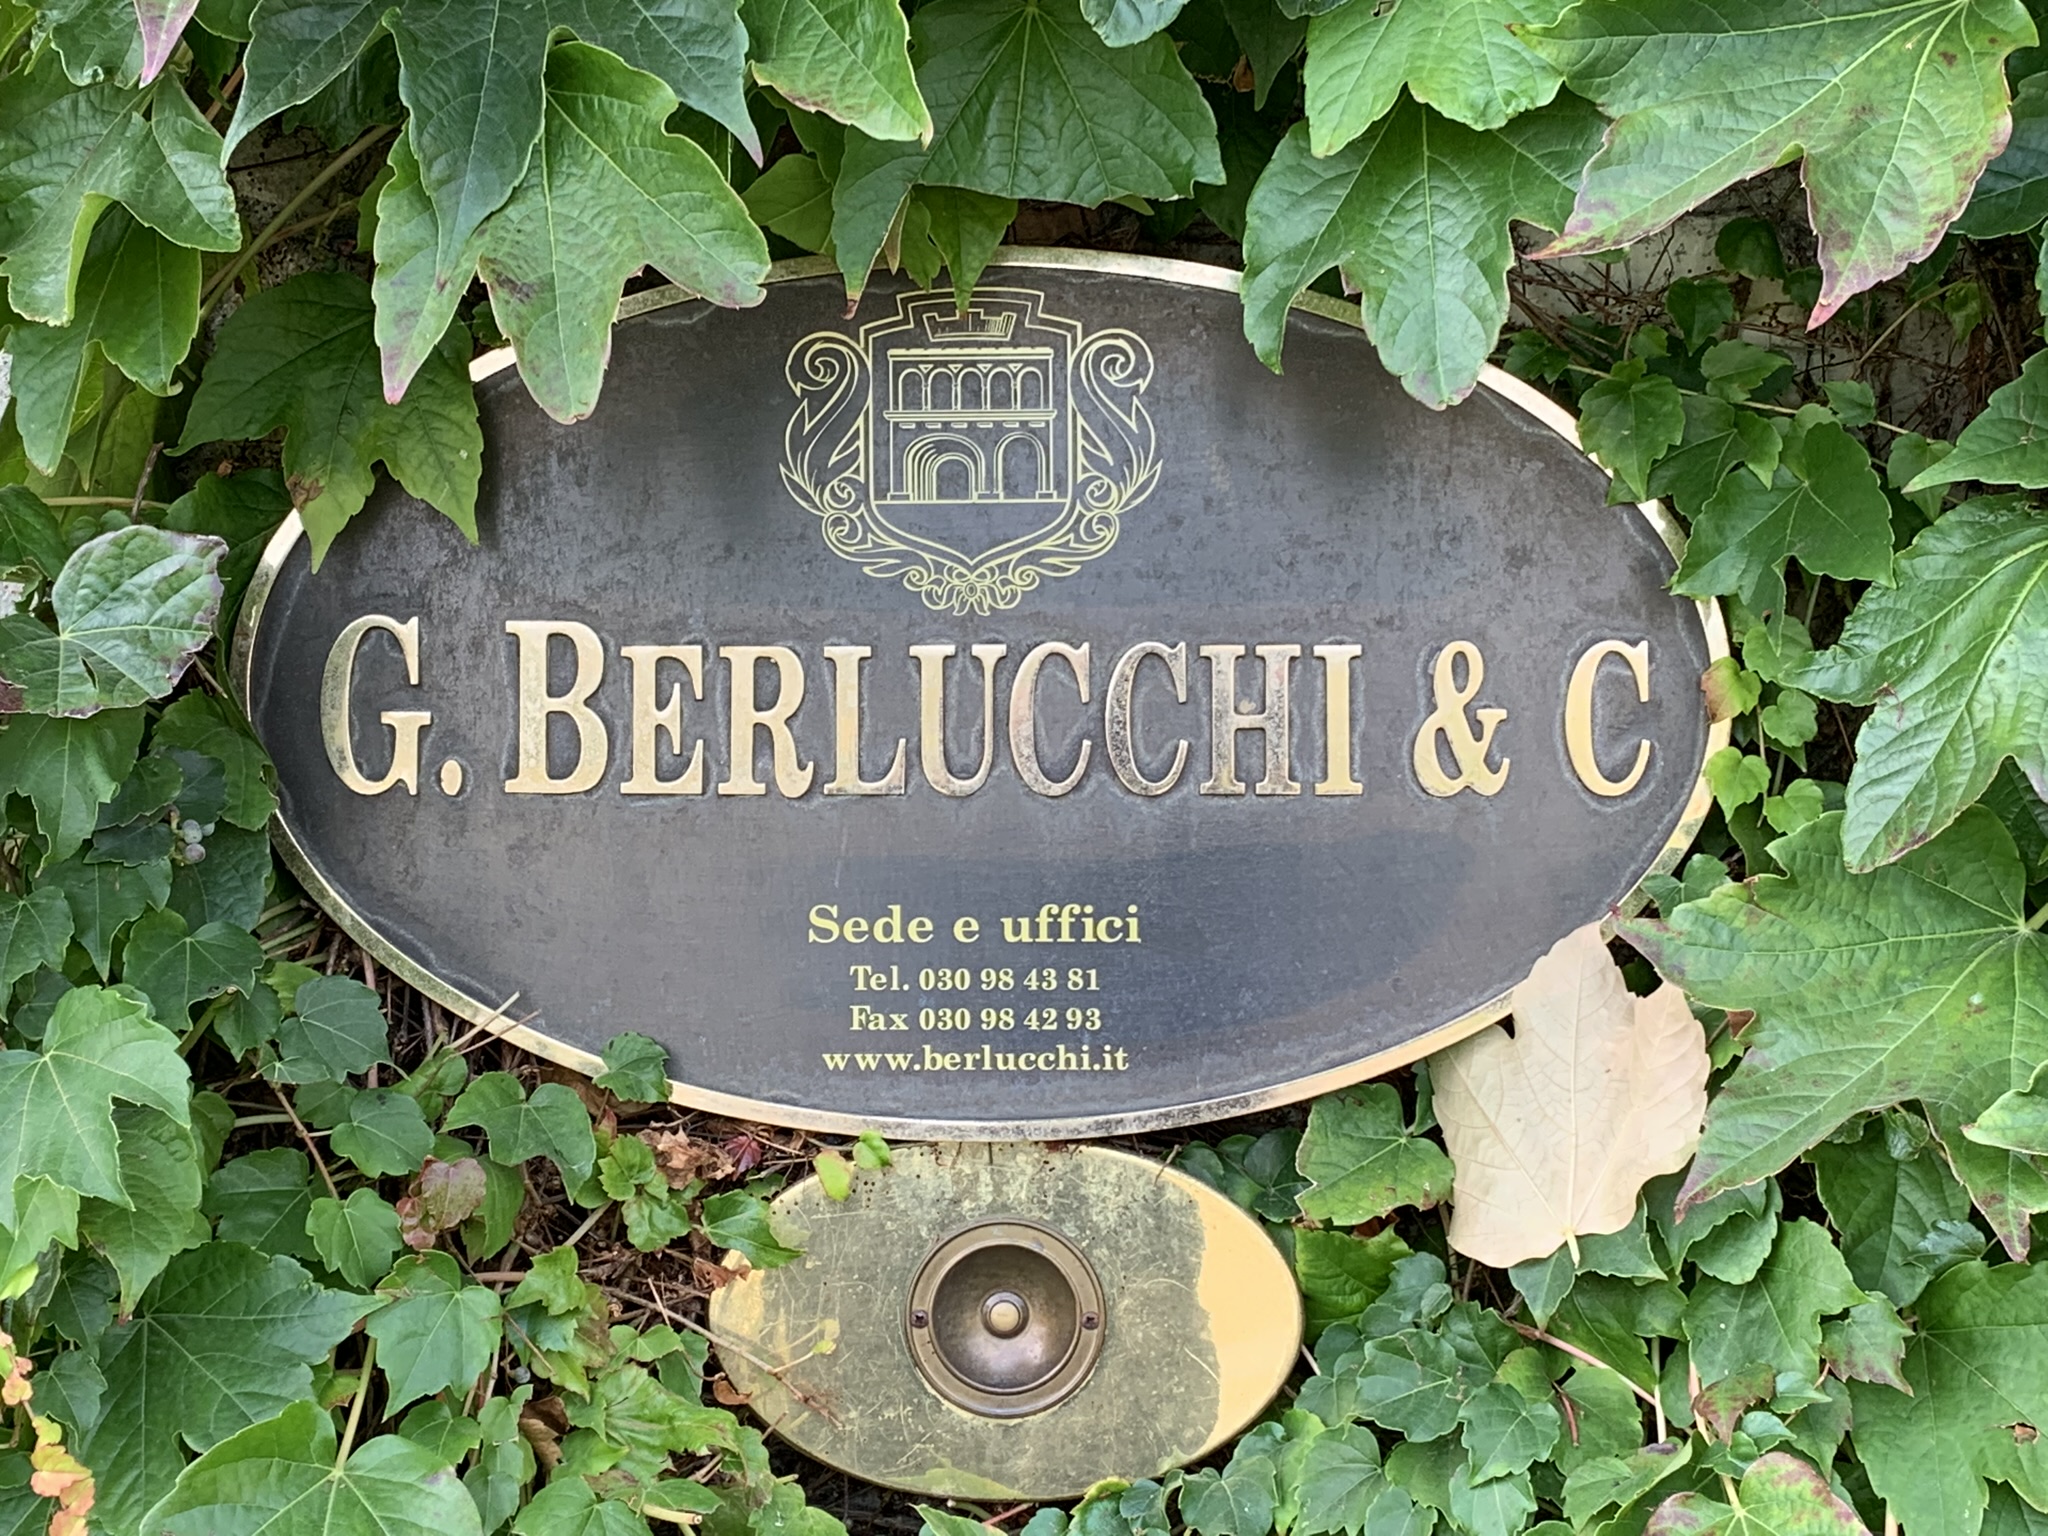 G. BERLUCCHI & C
Sede e uffici
Tel. 030 98 43 81
Fax 030 98 42 93
www.berlucchi.it